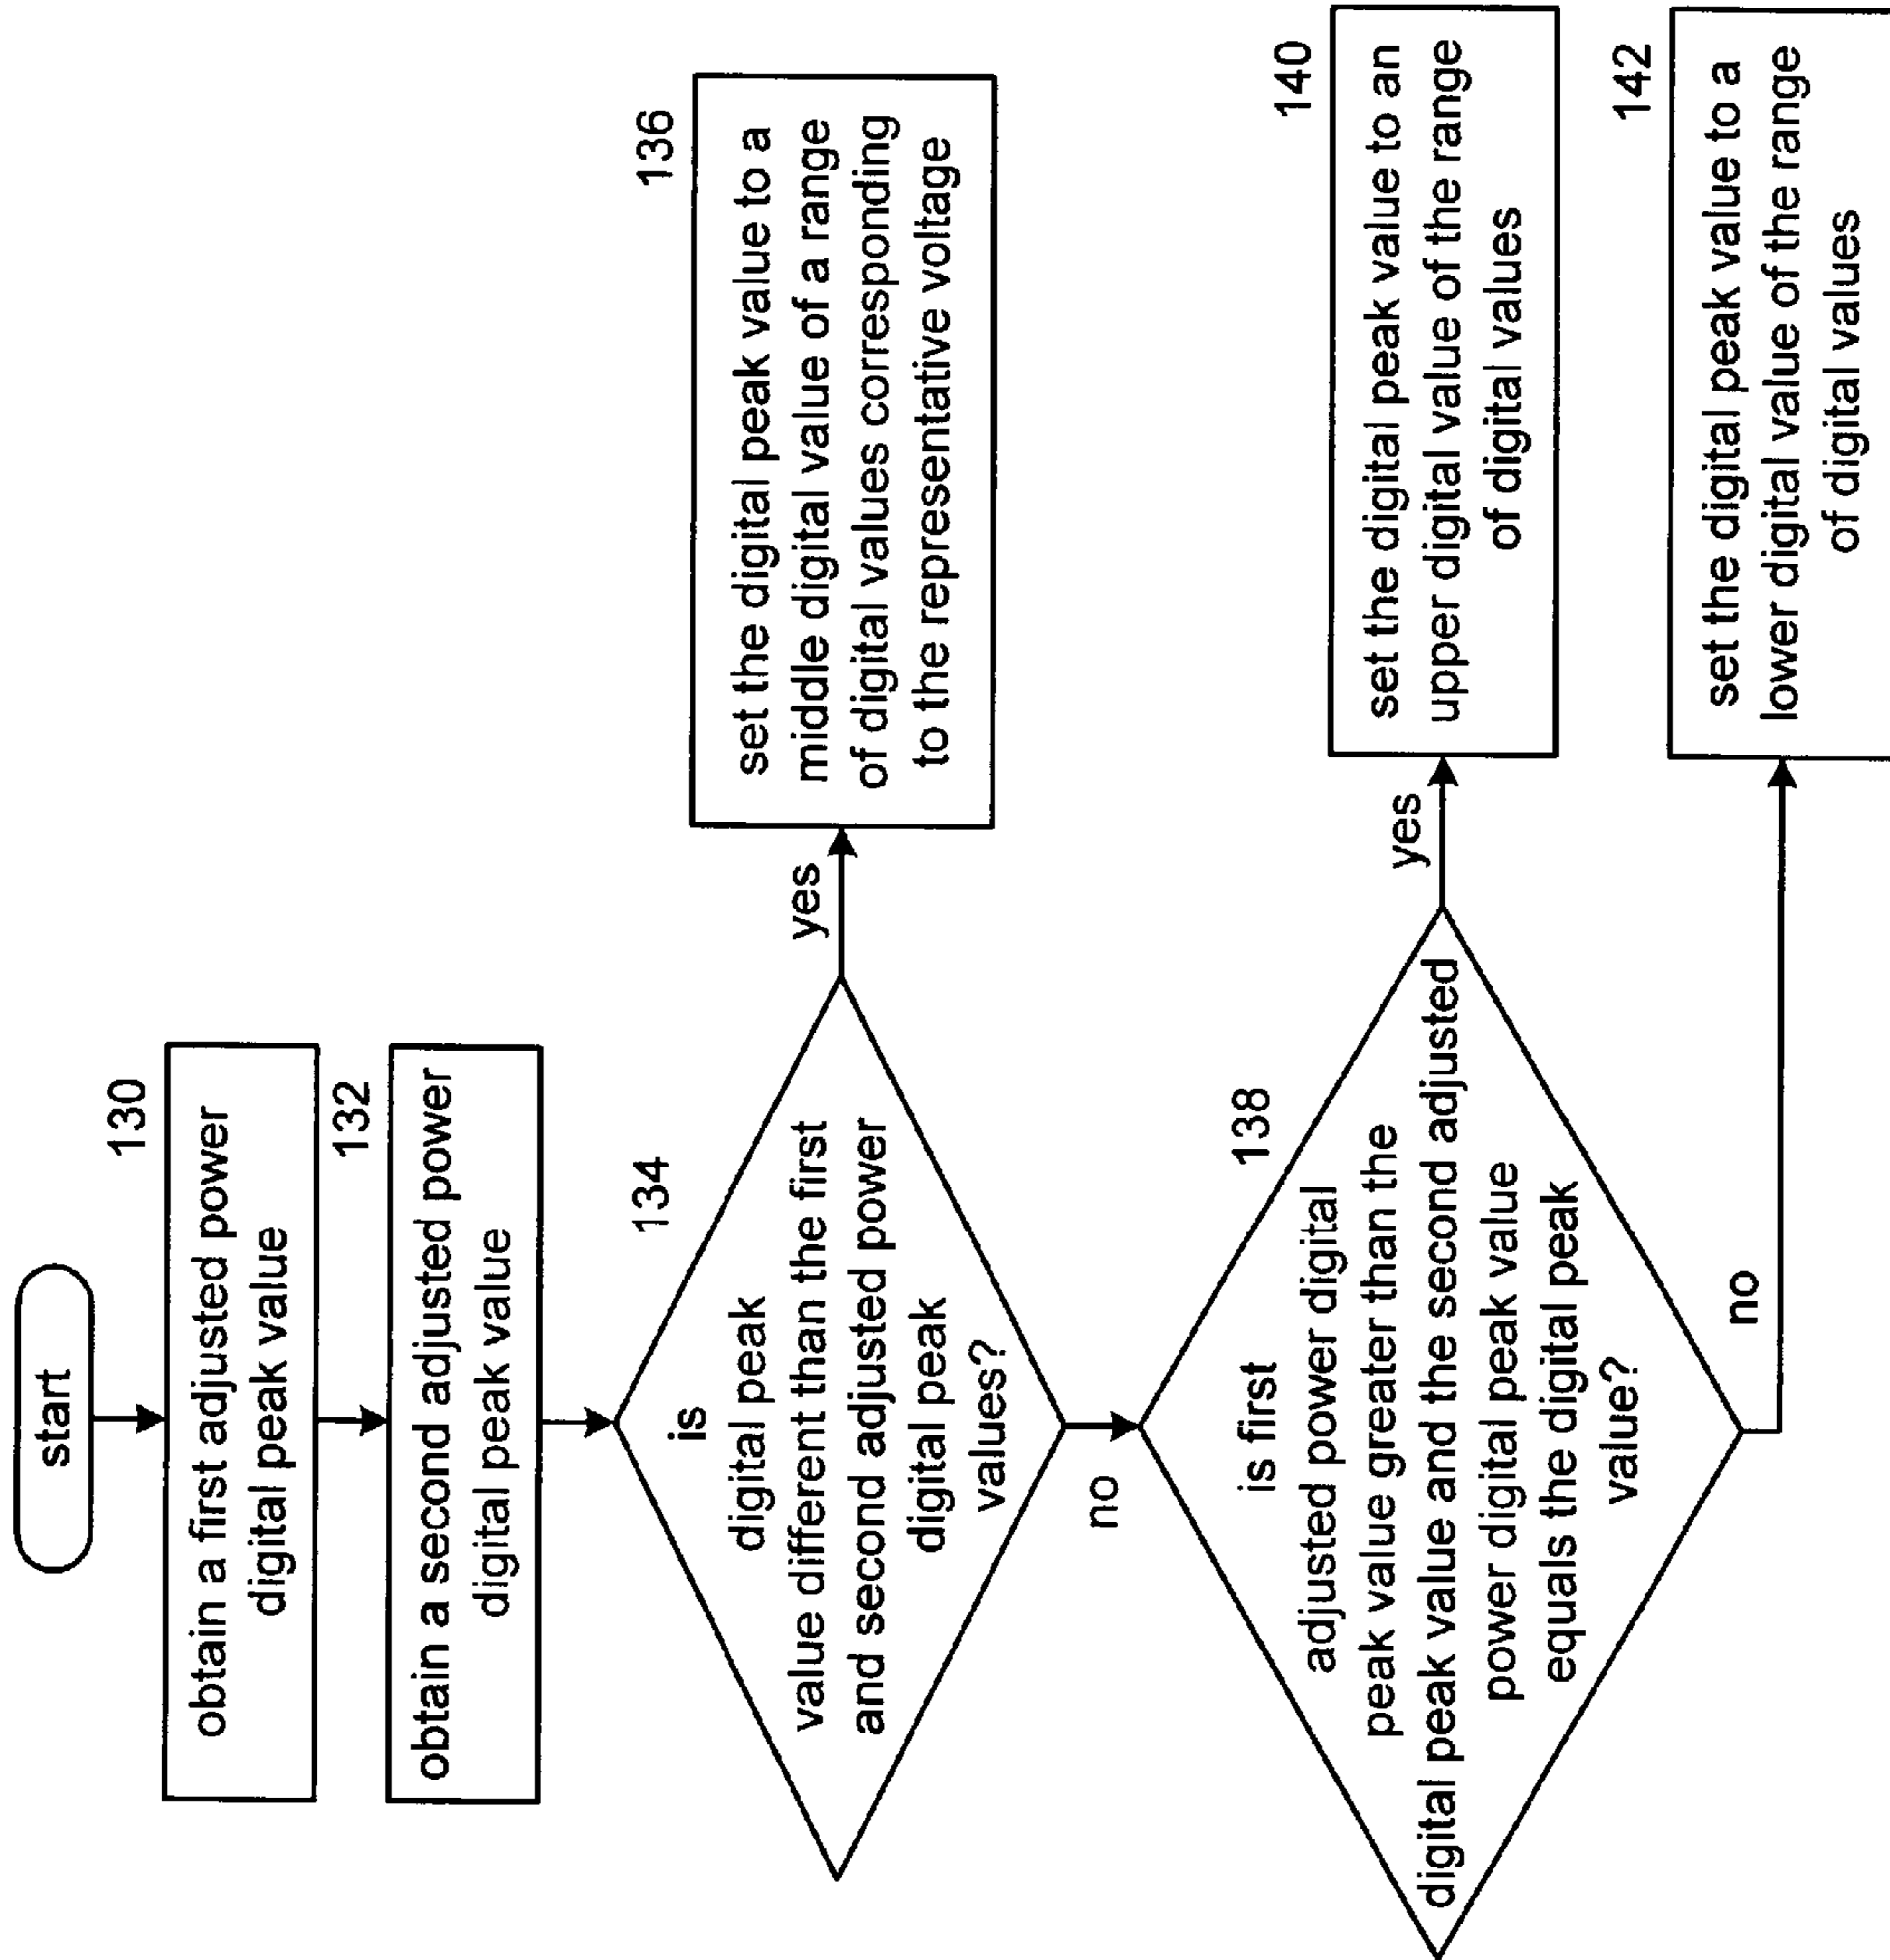 start
130
obtain a first adjusted power
digital peak value
132
obtain a second adjusted power
digital peak value
134
is
digital peak
value different than the first
and second adjusted power
digital peak
values?
yes
136
set the digital peak value to a
middle digital value of a range
of digital values corresponding
to the representative voltage
no
138
is first
adjusted power digital
peak value greater than the
digital peak value and the second adjusted
power digital peak value
equals the digital peak
value?
yes
140
set the digital peak value to an
upper digital value of the range
of digital values
no
142
set the digital peak value to a
lower digital value of the range
of digital values